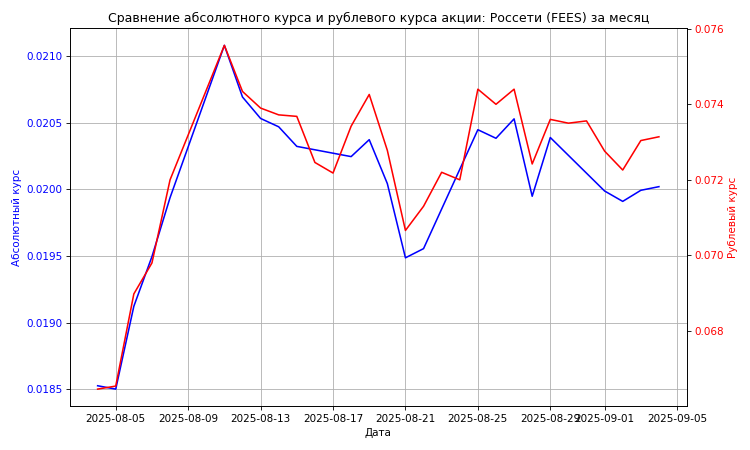 Сравнение абсолютного курса и рублевого курса акции: Россети (FEES) за месяц
0.0210
0.0205
0.0200
0.0195
0.0190
0.0185
Абсолютный курс
0.076
0.074
0.072
0.070
0.068
Рублевый курс
2025-08-05 2025-08-09 2025-08-13 2025-08-17 2025-08-21 2025-08-25 2025-08-29 2025-09-01 2025-09-05
Дата